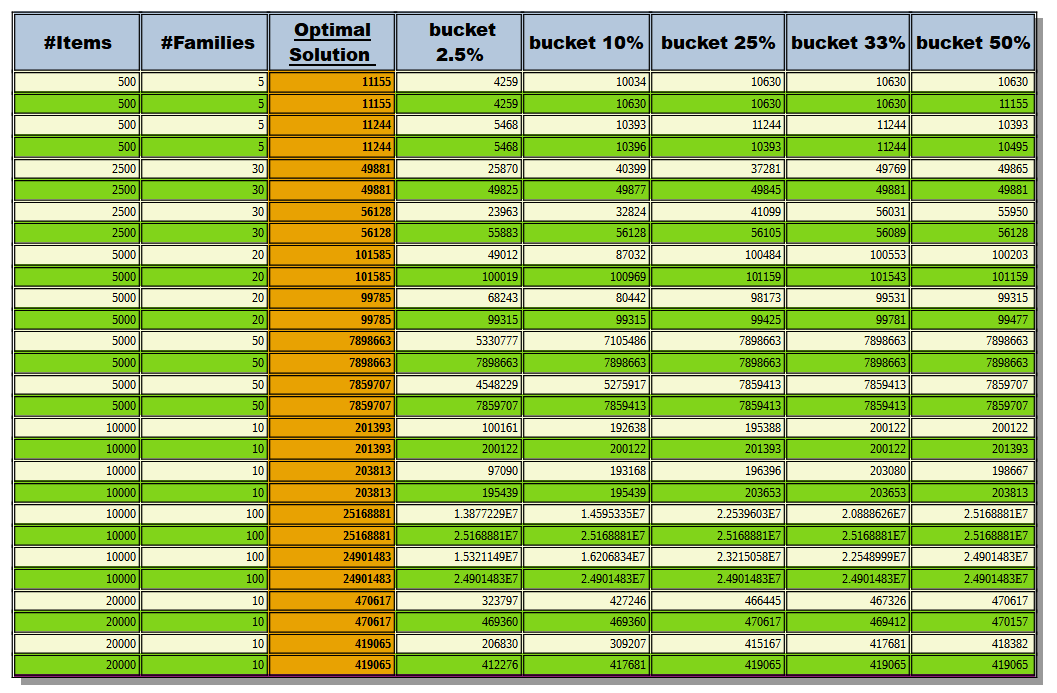 #Items #Families Optimal Solution bucket 2.5% bucket 10% bucket 25% bucket 33% bucket 50%
500 5 11155 4259 10034 10630 10630 10630
500 5 11155 4259 10630 10630 10630 11155
500 5 11244 5468 10393 11244 11244 10393
500 5 11244 5468 10396 10393 11244 10495
2500 30 49881 25870 40399 37281 49769 49865
2500 30 49881 49825 49877 49845 49881 49881
2500 30 56128 23963 32824 41099 56031 55950
2500 30 56128 55883 56128 56105 56089 56128
5000 20 101585 49012 87032 100484 100553 100203
5000 20 101585 100019 100969 101159 101543 101159
5000 20 99785 68243 80442 98173 99531 99315
5000 20 99785 99315 99315 99425 99781 99477
5000 50 7898663 5330777 7105486 7898663 7898663 7898663
5000 50 7898663 7898663 7898663 7898663 7898663 7898663
5000 50 7859707 4548229 5275917 7859413 7859413 7859707
5000 50 7859707 7859707 7859413 7859413 7859413 7859707
10000 10 201393 100161 192638 195388 200122 200122
10000 10 201393 200122 200122 201393 200122 201393
10000 10 203813 97090 193168 196396 203080 198667
10000 10 203813 195439 195439 203653 203653 203813
10000 100 25168881 1.3877229E7 1.4595335E7 2.2539603E7 2.0888626E7 2.5168881E7
10000 100 25168881 2.5168881E7 2.5168881E7 2.5168881E7 2.5168881E7 2.5168881E7
10000 100 24901483 1.5321149E7 1.6206834E7 2.3215058E7 2.2548999E7 2.4901483E7
10000 100 24901483 2.4901483E7 2.4901483E7 2.4901483E7 2.4901483E7 2.4901483E7
20000 10 470617 323797 427246 466445 467326 470617
20000 10 470617 469360 469360 470617 469412 470157
20000 10 419065 206830 309207 415167 417681 418382
20000 10 419065 412276 417681 419065 419065 419065